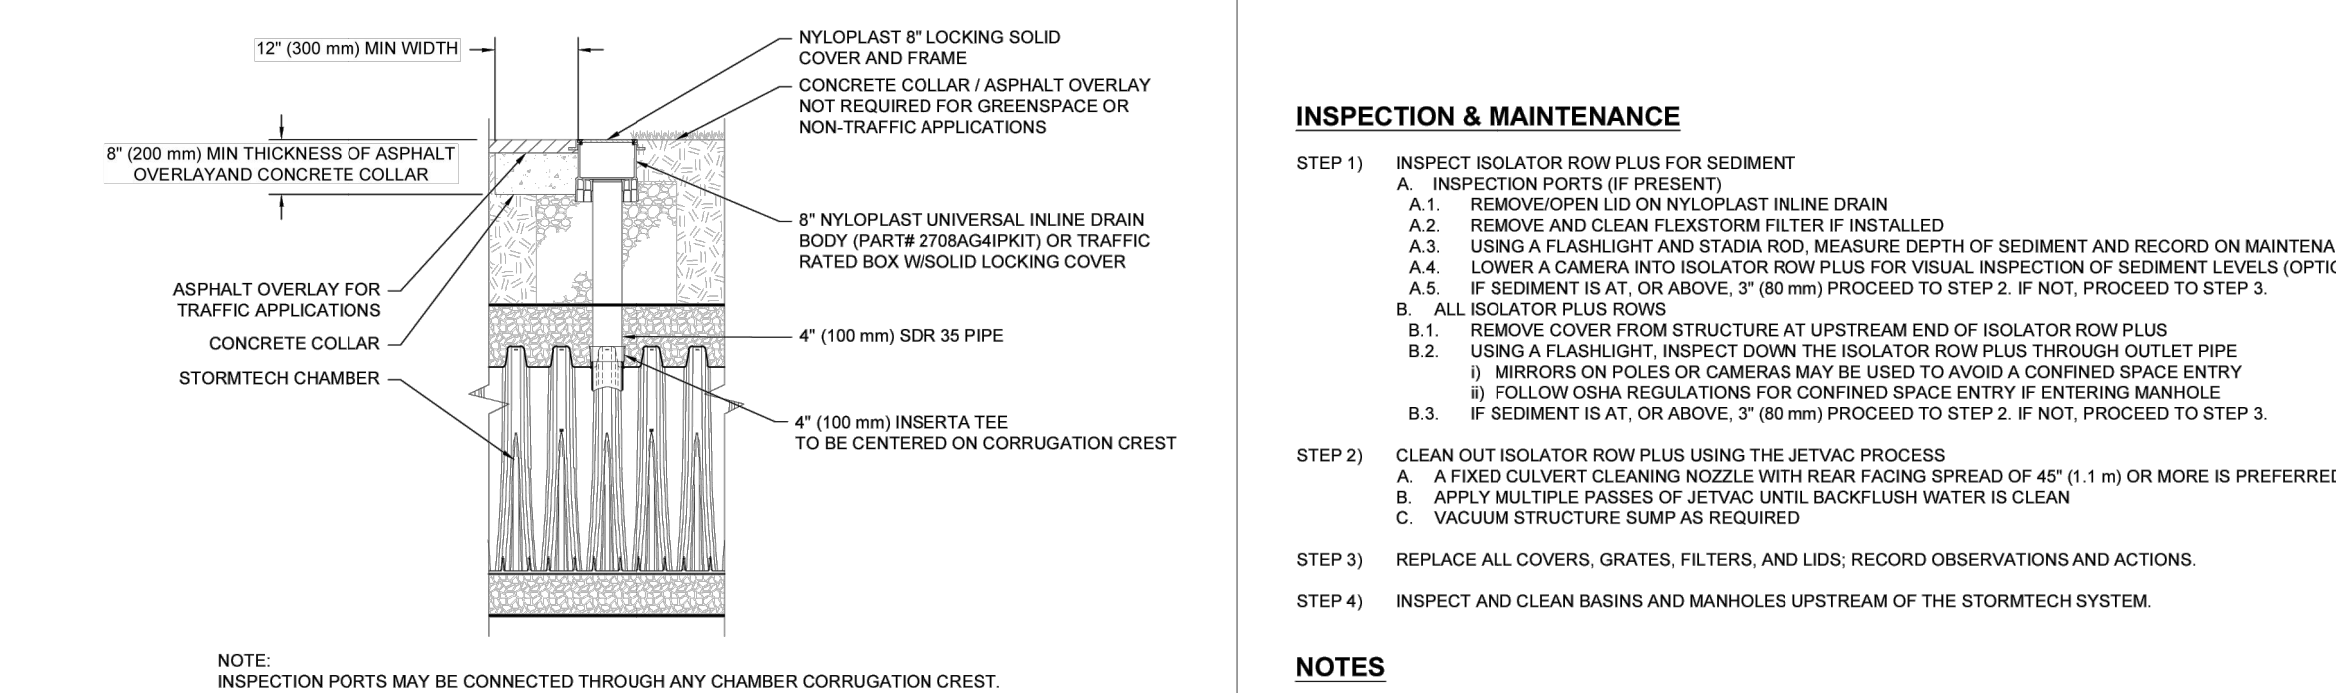 12" (300 mm) MIN WIDTH
NYLOPLAST 8" LOCKING SOLID
COVER AND FRAME
CONCRETE COLLAR / ASPHALT OVERLAY
NOT REQUIRED FOR GREENSPACE OR
NON-TRAFFIC APPLICATIONS
8" (200 mm) MIN THICKNESS OF ASPHALT
OVERLAYAND CONCRETE COLLAR
8" NYLOPLAST UNIVERSAL INLINE DRAIN
BODY (PART# 2708AG4IPKIT) OR TRAFFIC
RATED BOX W/SOLID LOCKING COVER
ASPHALT OVERLAY FOR
TRAFFIC APPLICATIONS
CONCRETE COLLAR
4" (100 mm) SDR 35 PIPE
STORMTECH CHAMBER
4" (100 mm) INSERTA TEE
TO BE CENTERED ON CORRUGATION CREST
NOTE:
INSPECTION PORTS MAY BE CONNECTED THROUGH ANY CHAMBER CORRUGATION CREST.
INSPECTION & MAINTENANCE
STEP 1) INSPECT ISOLATOR ROW PLUS FOR SEDIMENT
A. INSPECTION PORTS (IF PRESENT)
A.1. REMOVE/OPEN LID ON NYLOPLAST INLINE DRAIN
A.2. REMOVE AND CLEAN FLEXSTORM FILTER IF INSTALLED
A.3. USING A FLASHLIGHT AND STADIA ROD, MEASURE DEPTH OF SEDIMENT AND RECORD ON MAINTENA
A.4. LOWER A CAMERA INTO ISOLATOR ROW PLUS FOR VISUAL INSPECTION OF SEDIMENT LEVELS (OPTIO
A.5. IF SEDIMENT IS AT, OR ABOVE, 3" (80 mm) PROCEED TO STEP 2. IF NOT, PROCEED TO STEP 3.
B. ALL ISOLATOR PLUS ROWS
B.1. REMOVE COVER FROM STRUCTURE AT UPSTREAM END OF ISOLATOR ROW PLUS
B.2. USING A FLASHLIGHT, INSPECT DOWN THE ISOLATOR ROW PLUS THROUGH OUTLET PIPE
i) MIRRORS ON POLES OR CAMERAS MAY BE USED TO AVOID A CONFINED SPACE ENTRY
ii) FOLLOW OSHA REGULATIONS FOR CONFINED SPACE ENTRY IF ENTERING MANHOLE
B.3. IF SEDIMENT IS AT, OR ABOVE, 3" (80 mm) PROCEED TO STEP 2. IF NOT, PROCEED TO STEP 3.
STEP 2) CLEAN OUT ISOLATOR ROW PLUS USING THE JETVAC PROCESS
A. A FIXED CULVERT CLEANING NOZZLE WITH REAR FACING SPREAD OF 45" (1.1 m) OR MORE IS PREFERRED
B. APPLY MULTIPLE PASSES OF JETVAC UNTIL BACKFLUSH WATER IS CLEAN
C. VACUUM STRUCTURE SUMP AS REQUIRED
STEP 3) REPLACE ALL COVERS, GRATES, FILTERS, AND LIDS; RECORD OBSERVATIONS AND ACTIONS.
STEP 4) INSPECT AND CLEAN BASINS AND MANHOLES UPSTREAM OF THE STORMTECH SYSTEM.
NOTES